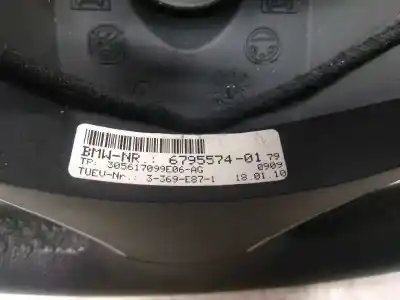 BMW-NR.: 6795574-01 79
TP: 305617099E06-AG 0909
TUEV-Nr.: 3-369-E87-1 18.01.10